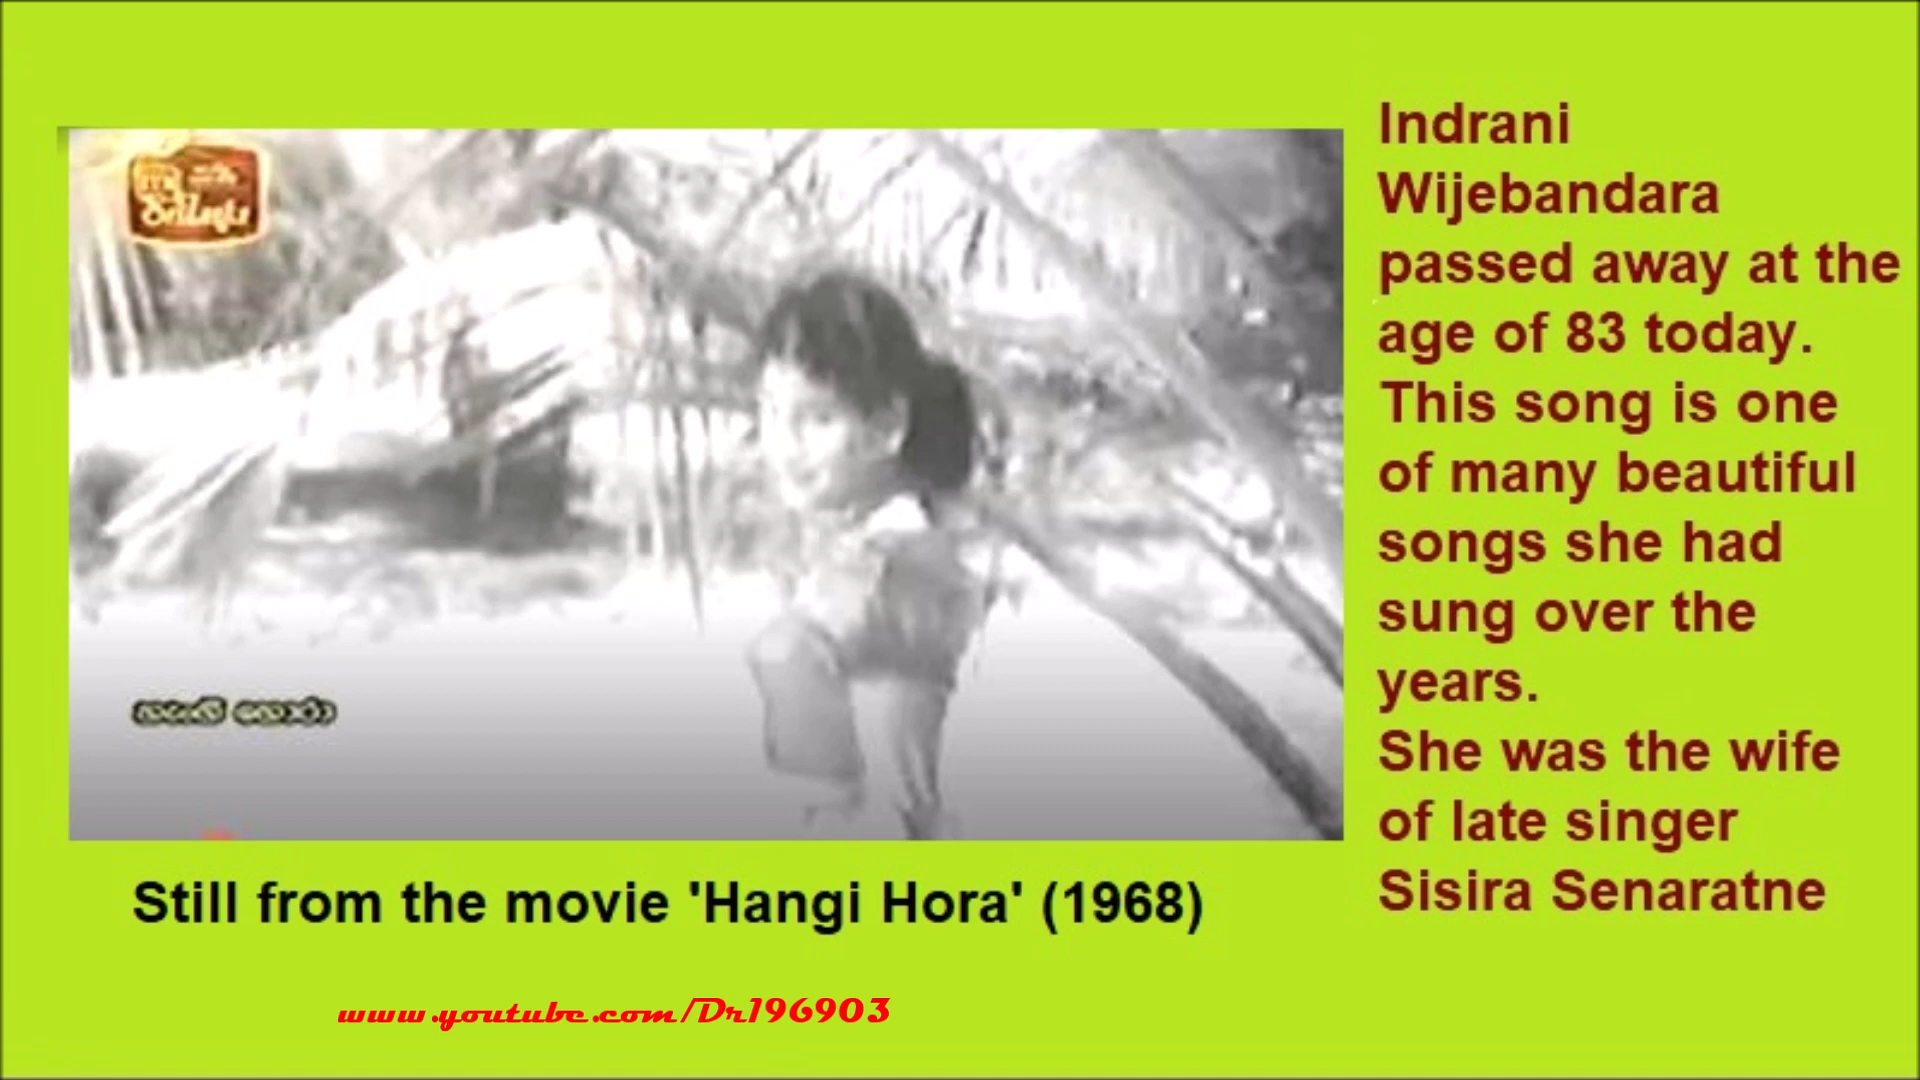 Indrani
Wijebandara
passed away at the
age of 83 today.
This song is one
of many beautiful
songs she had
sung over the
years.
She was the wife
of late singer
Sisira Senaratne
හැංගි හොරා
Still from the movie 'Hangi Hora' (1968)
www.youtube.com/Dr196903